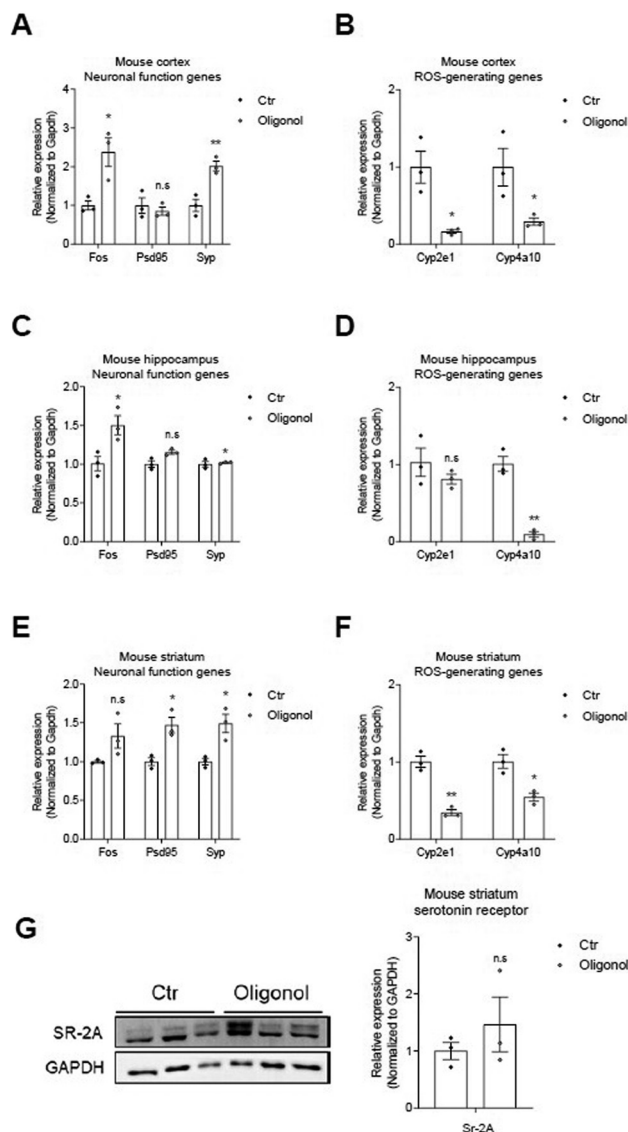 A
Mouse cortex
Neuronal function genes
Relative expression
(Normalized to Gapdh)
3
2
1
0
*
n.s
**
Fos
Psd95
Syp
Ctr
Oligonol
B
Mouse cortex
ROS-generating genes
Relative expression
(Normalized to Gapdh)
2
1
0
*
*
Cyp2e1
Cyp4a10
Ctr
Oligonol
C
Mouse hippocampus
Neuronal function genes
Relative expression
(Normalized to Gapdh)
2.0
1.5
1.0
0.5
0.0
*
n.s
*
Fos
Psd95
Syp
Ctr
Oligonol
D
Mouse hippocampus
ROS-generating genes
Relative expression
(Normalized to Gapdh)
2
1
0
n.s
**
Cyp2e1
Cyp4a10
Ctr
Oligonol
E
Mouse striatum
Neuronal function genes
Relative expression
(Normalized to Gapdh)
2.0
1.5
1.0
0.5
0.0
n.s
*
*
Fos
Psd95
Syp
Ctr
Oligonol
F
Mouse striatum
ROS-generating genes
Relative expression
(Normalized to Gapdh)
2
1
0
**
*
Cyp2e1
Cyp4a10
Ctr
Oligonol
G
Ctr
Oligonol
SR-2A
GAPDH
Mouse striatum
serotonin receptor
Relative expression
(Normalized to GAPDH)
3
2
1
0
n.s
Sr-2A
Ctr
Oligonol